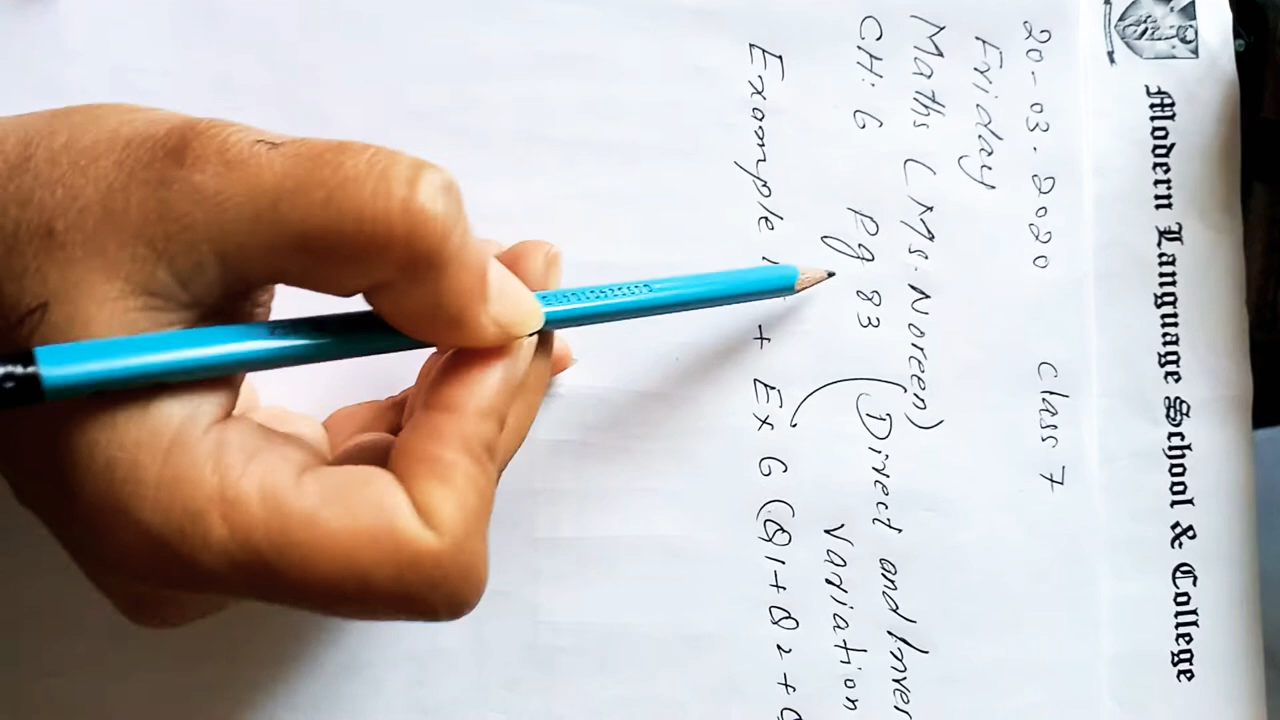 Modern Language School & College
20-03-2020 Class 7
Friday
Maths (Ms. Noreen)
CH: 6 Pg 83 (Direct and Inver
Variation
Example 1 + Ex 6 (Q1 + Q2 +